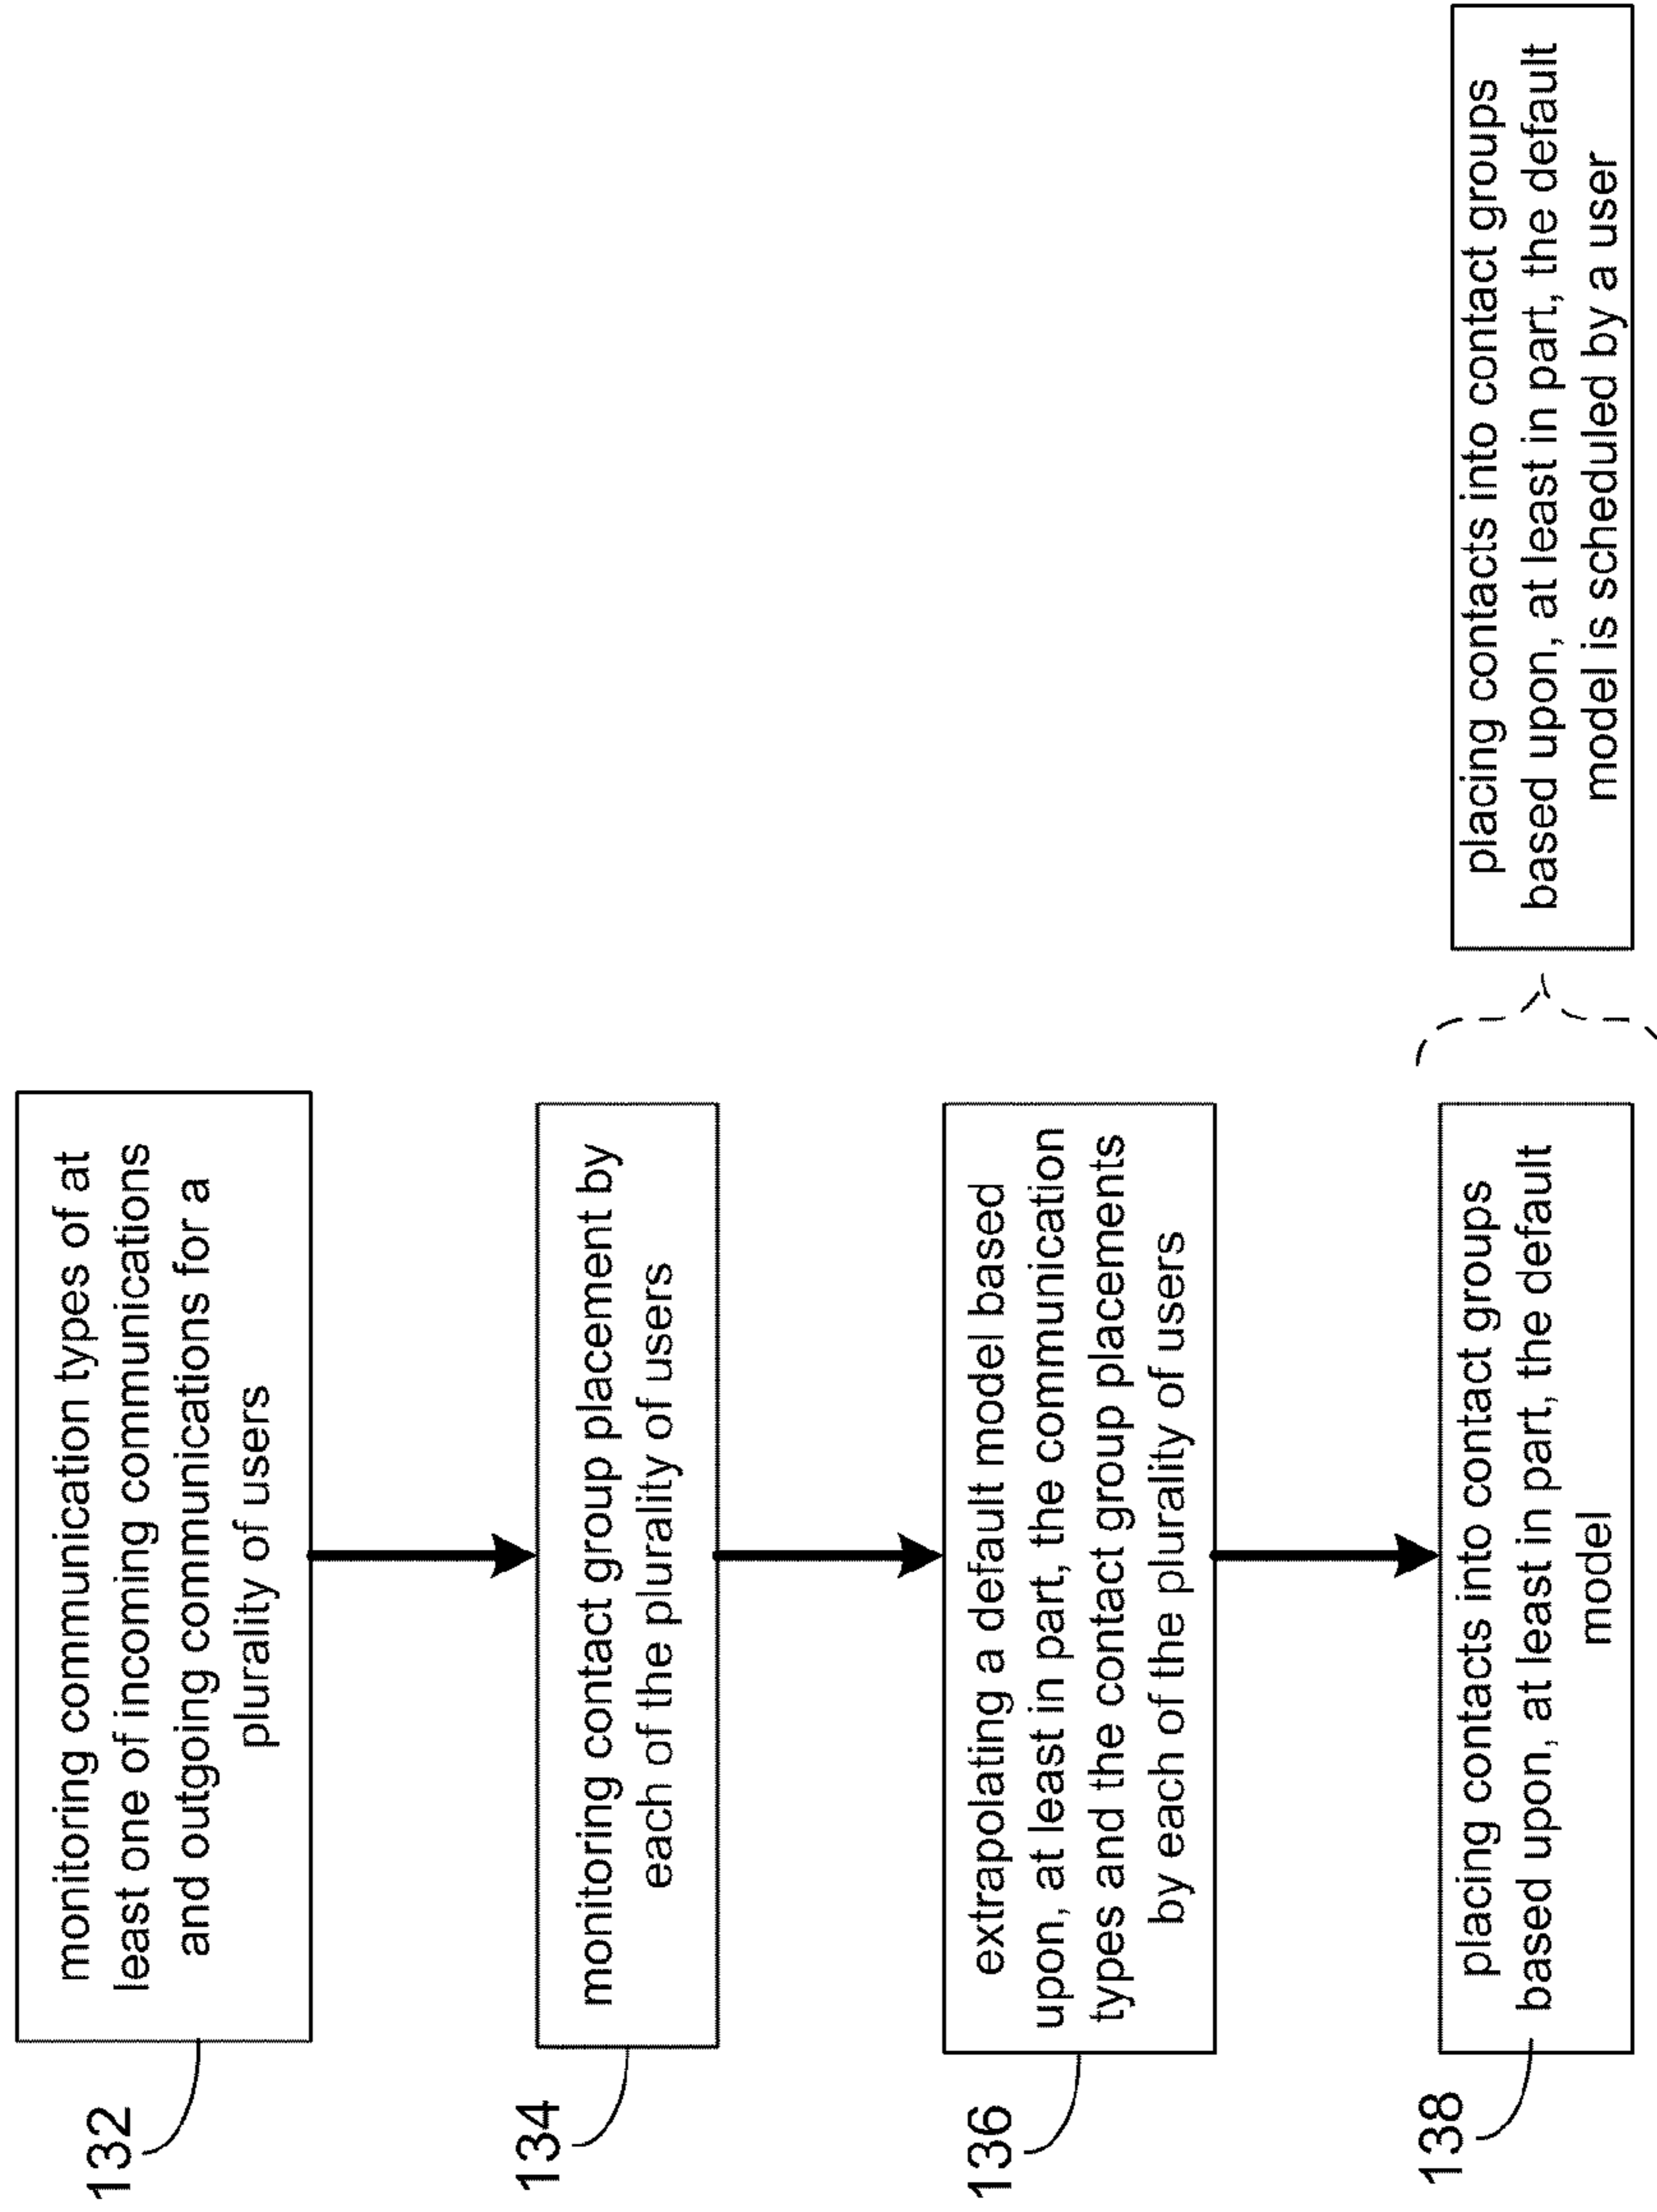 132
monitoring communication types of at
least one of incoming communications
and outgoing communications for a
plurality of users
134
monitoring contact group placement by
each of the plurality of users
136
extrapolating a default model based
upon, at least in part, the communication
types and the contact group placements
by each of the plurality of users
138
placing contacts into contact groups
based upon, at least in part, the default
model
placing contacts into contact groups
based upon, at least in part, the default
model is scheduled by a user